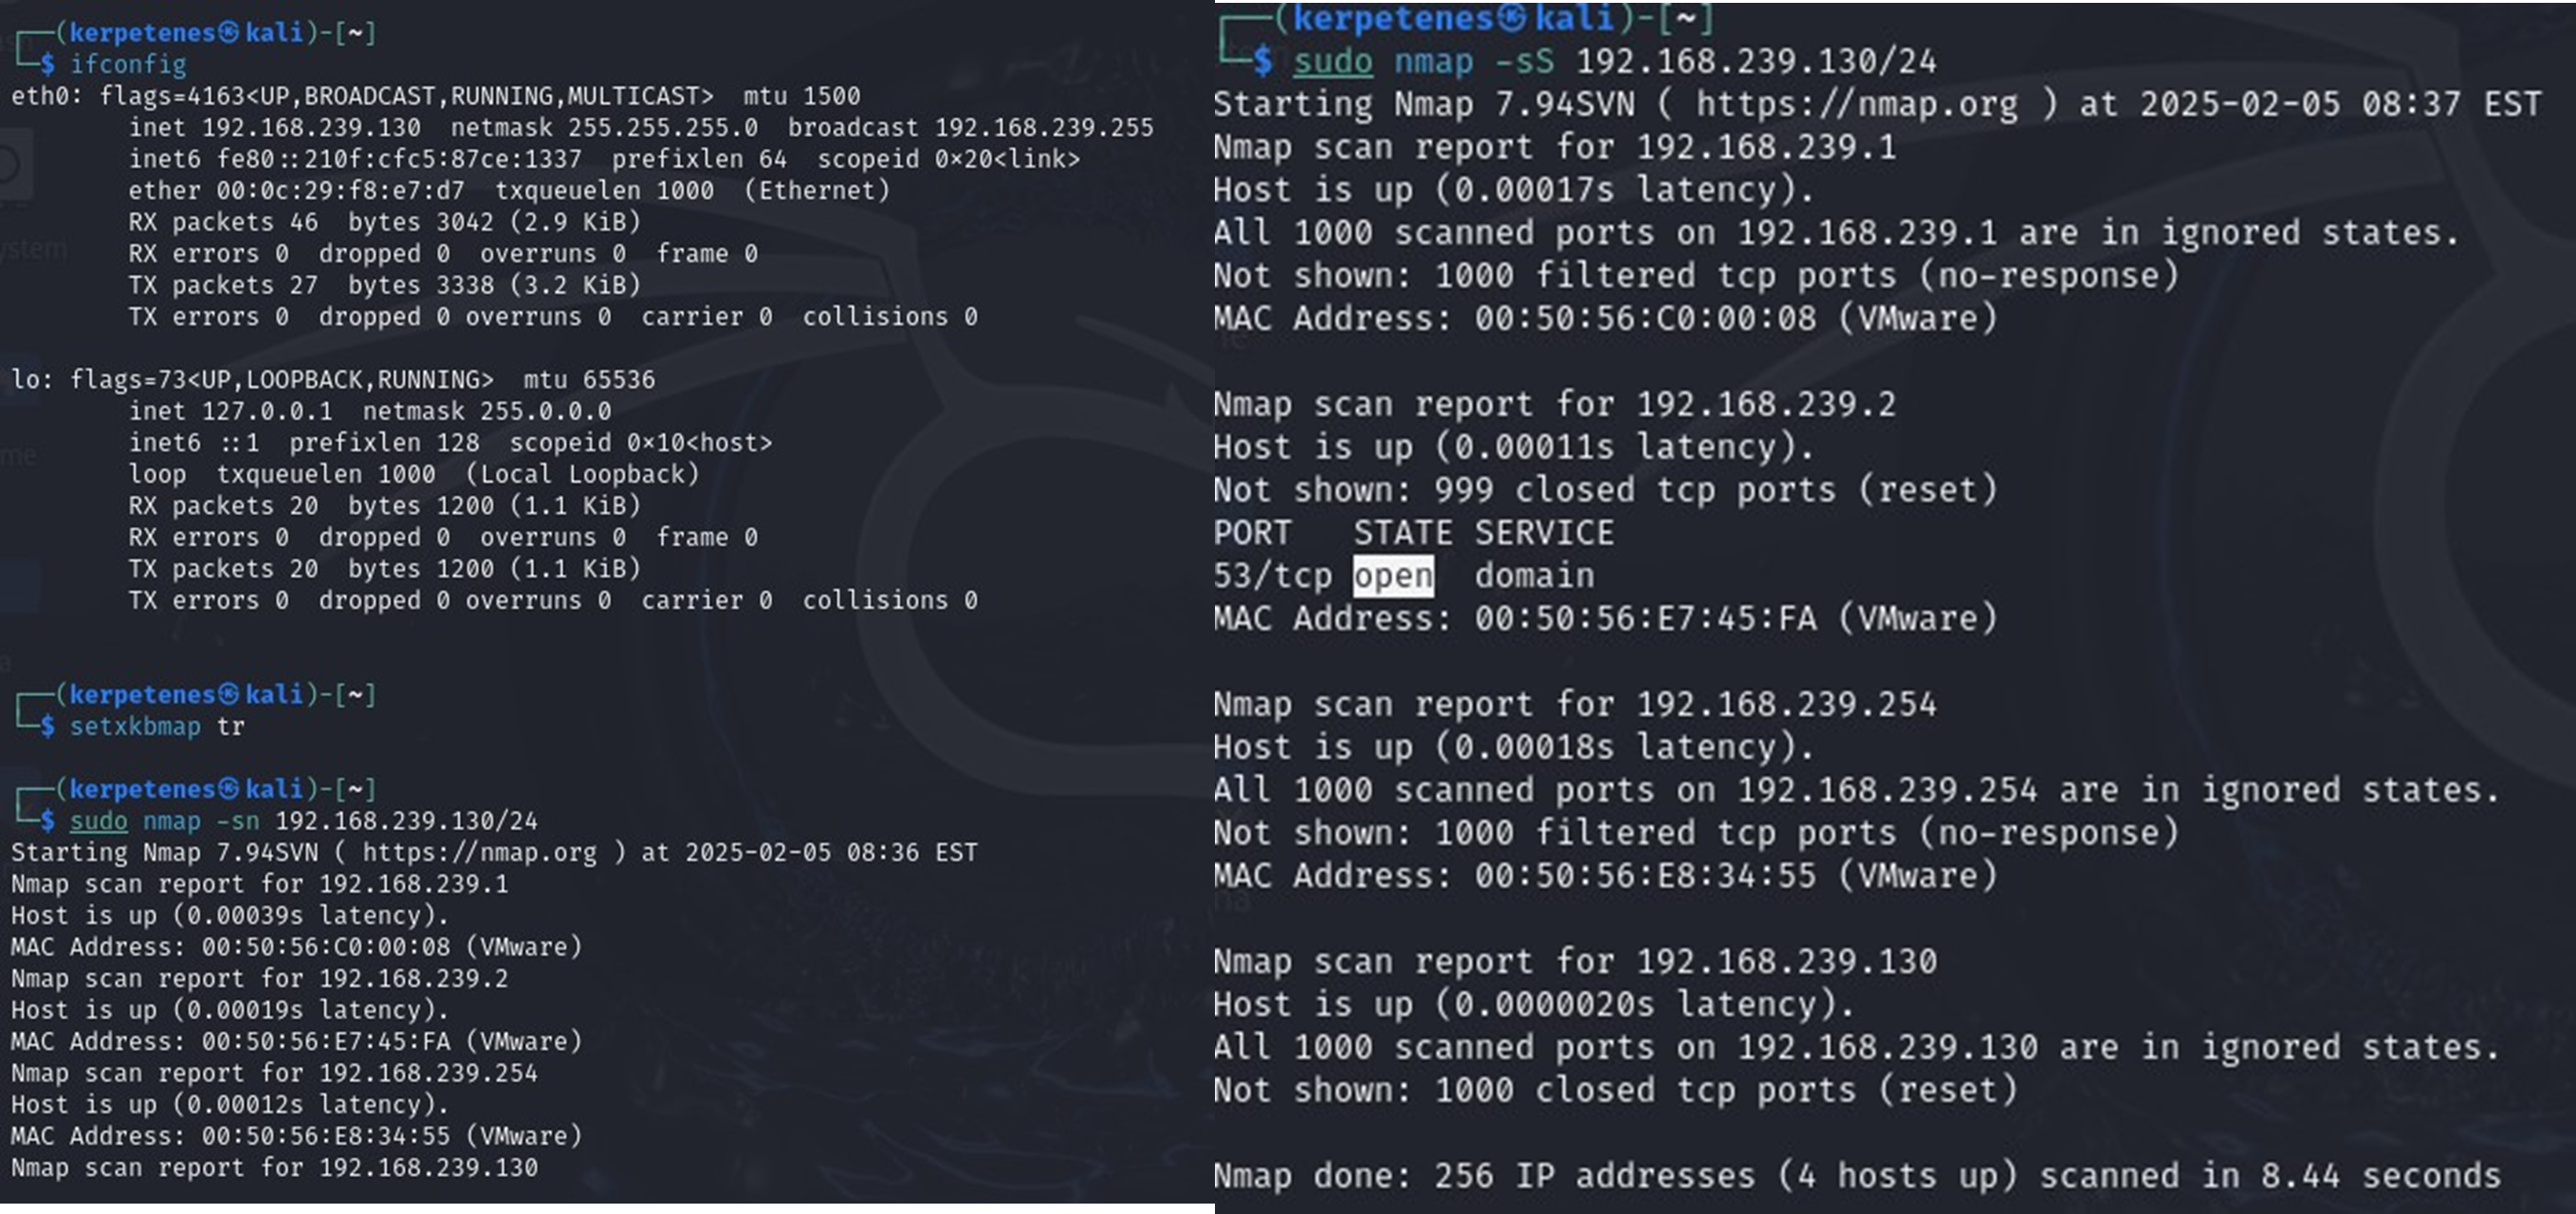 ┌──(kerpetenes㉿kali)-[~]
└─$ ifconfig
eth0: flags=4163<UP,BROADCAST,RUNNING,MULTICAST>  mtu 1500
        inet 192.168.239.130  netmask 255.255.255.0  broadcast 192.168.239.255
        inet6 fe80::210f:cfc5:87ce:1337  prefixlen 64  scopeid 0×20<link>
        ether 00:0c:29:f8:e7:d7  txqueuelen 1000  (Ethernet)
        RX packets 46  bytes 3042 (2.9 KiB)
        RX errors 0  dropped 0  overruns 0  frame 0
        TX packets 27  bytes 3338 (3.2 KiB)
        TX errors 0  dropped 0 overruns 0  carrier 0  collisions 0

lo: flags=73<UP,LOOPBACK,RUNNING>  mtu 65536
        inet 127.0.0.1  netmask 255.0.0.0
        inet6 ::1  prefixlen 128  scopeid 0×10<host>
        loop  txqueuelen 1000  (Local Loopback)
        RX packets 20  bytes 1200 (1.1 KiB)
        RX errors 0  dropped 0  overruns 0  frame 0
        TX packets 20  bytes 1200 (1.1 KiB)
        TX errors 0  dropped 0 overruns 0  carrier 0  collisions 0

┌──(kerpetenes㉿kali)-[~]
└─$ setxkbmap tr

┌──(kerpetenes㉿kali)-[~]
└─$ sudo nmap -sn 192.168.239.130/24
Starting Nmap 7.94SVN ( https://nmap.org ) at 2025-02-05 08:36 EST
Nmap scan report for 192.168.239.1
Host is up (0.00039s latency).
MAC Address: 00:50:56:C0:00:08 (VMware)
Nmap scan report for 192.168.239.2
Host is up (0.00019s latency).
MAC Address: 00:50:56:E7:45:FA (VMware)
Nmap scan report for 192.168.239.254
Host is up (0.00012s latency).
MAC Address: 00:50:56:E8:34:55 (VMware)
Nmap scan report for 192.168.239.130

┌──(kerpetenes㉿kali)-[~]
└─$ sudo nmap -sS 192.168.239.130/24
Starting Nmap 7.94SVN ( https://nmap.org ) at 2025-02-05 08:37 EST
Nmap scan report for 192.168.239.1
Host is up (0.00017s latency).
All 1000 scanned ports on 192.168.239.1 are in ignored states.
Not shown: 1000 filtered tcp ports (no-response)
MAC Address: 00:50:56:C0:00:08 (VMware)

Nmap scan report for 192.168.239.2
Host is up (0.00011s latency).
Not shown: 999 closed tcp ports (reset)
PORT   STATE SERVICE
53/tcp open  domain
MAC Address: 00:50:56:E7:45:FA (VMware)

Nmap scan report for 192.168.239.254
Host is up (0.00018s latency).
All 1000 scanned ports on 192.168.239.254 are in ignored states.
Not shown: 1000 filtered tcp ports (no-response)
MAC Address: 00:50:56:E8:34:55 (VMware)

Nmap scan report for 192.168.239.130
Host is up (0.0000020s latency).
All 1000 scanned ports on 192.168.239.130 are in ignored states.
Not shown: 1000 closed tcp ports (reset)

Nmap done: 256 IP addresses (4 hosts up) scanned in 8.44 seconds